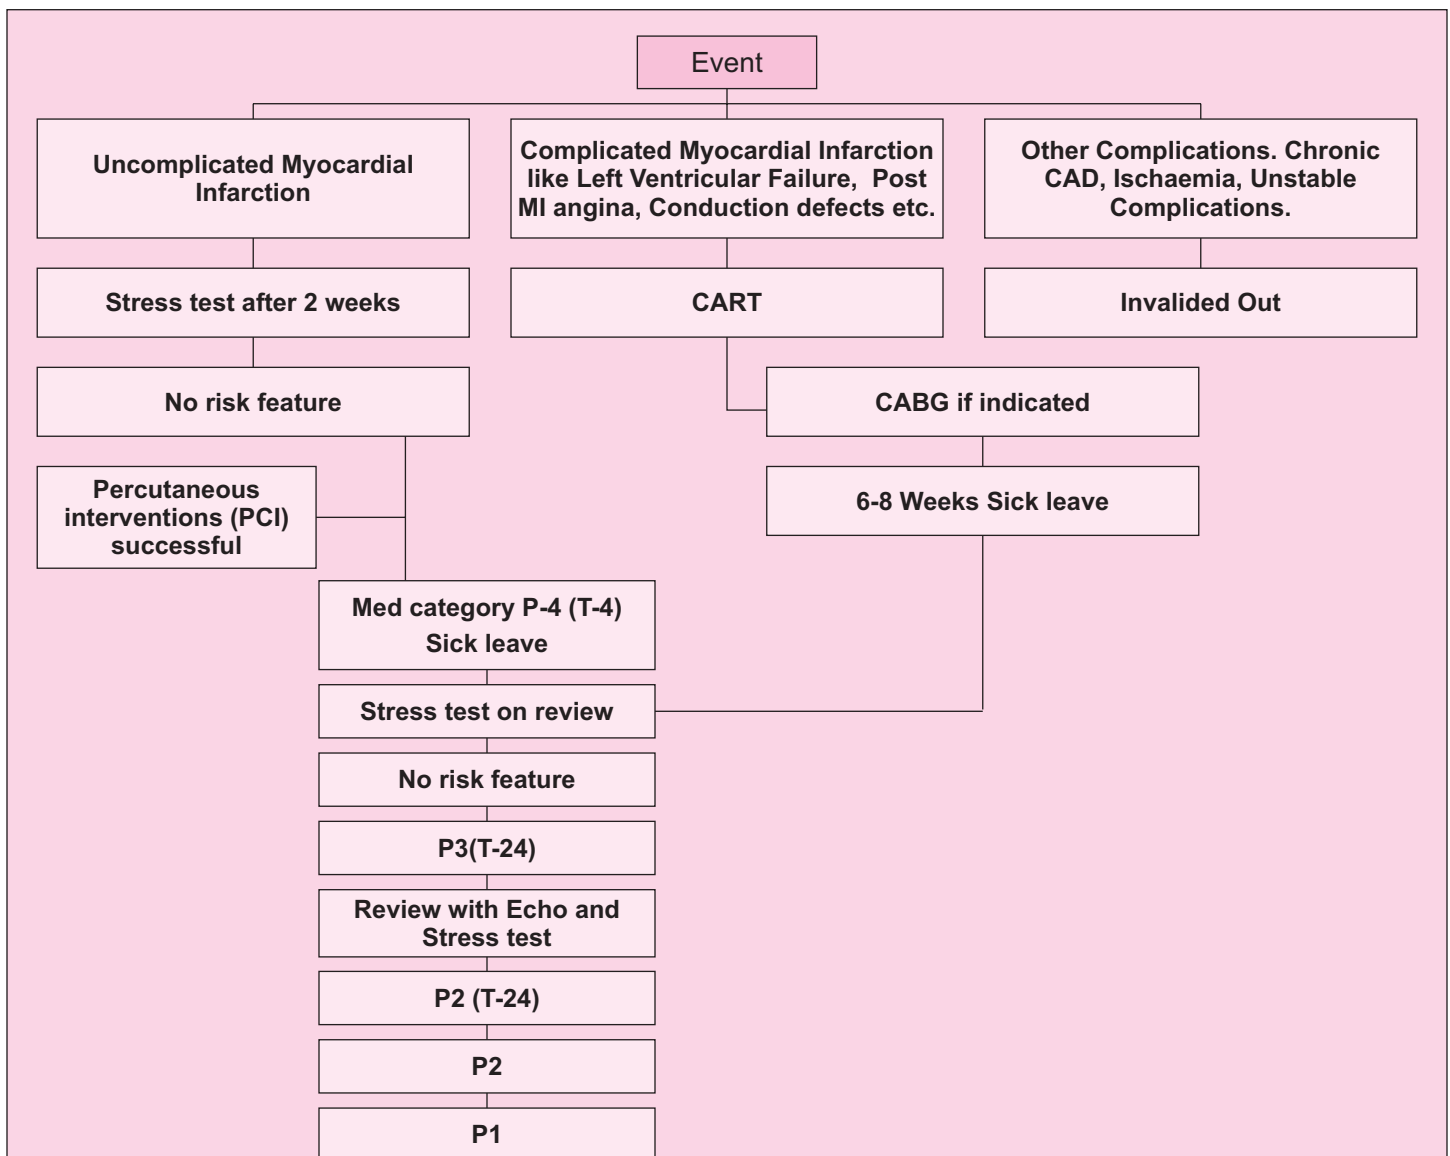 Event
Uncomplicated Myocardial
Infarction
Complicated Myocardial Infarction
like Left Ventricular Failure, Post
MI angina, Conduction defects etc.
Other Complications. Chronic
CAD, Ischaemia, Unstable
Complications.
Stress test after 2 weeks
CART
Invalided Out
No risk feature
CABG if indicated
Percutaneous
interventions (PCI)
successful
6-8 Weeks Sick leave
Med category P-4 (T-4)
Sick leave
Stress test on review
No risk feature
P3(T-24)
Review with Echo and
Stress test
P2 (T-24)
P2
P1